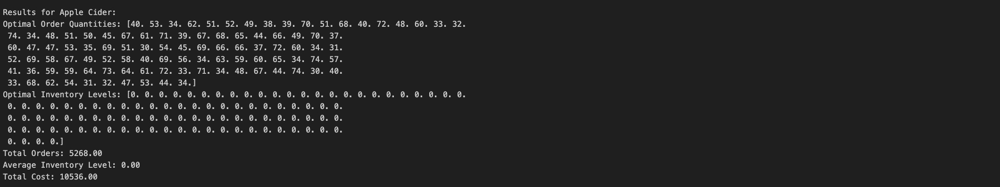 Results for Apple Cider:
Optimal Order Quantities: [40. 53. 34. 62. 51. 52. 49. 38. 39. 70. 51. 68. 40. 72. 48. 60. 33. 32.
 74. 34. 48. 51. 50. 45. 67. 61. 71. 39. 67. 68. 65. 44. 66. 49. 70. 37.
 60. 47. 47. 53. 35. 69. 51. 30. 54. 45. 69. 66. 66. 37. 72. 60. 34. 31.
 52. 69. 58. 67. 49. 52. 58. 40. 69. 56. 34. 63. 59. 60. 65. 34. 74. 57.
 41. 36. 59. 59. 64. 73. 64. 61. 72. 33. 71. 34. 48. 67. 44. 74. 30. 40.
 33. 68. 62. 54. 31. 32. 47. 53. 44. 34.]
Optimal Inventory Levels: [0. 0. 0. 0. 0. 0. 0. 0. 0. 0. 0. 0. 0. 0. 0. 0. 0. 0. 0. 0. 0. 0. 0. 0.
 0. 0. 0. 0. 0. 0. 0. 0. 0. 0. 0. 0. 0. 0. 0. 0. 0. 0. 0. 0. 0. 0. 0. 0.
 0. 0. 0. 0. 0. 0. 0. 0. 0. 0. 0. 0. 0. 0. 0. 0. 0. 0. 0. 0. 0. 0. 0. 0.
 0. 0. 0. 0. 0. 0. 0. 0. 0. 0. 0. 0. 0. 0. 0. 0. 0. 0. 0. 0. 0. 0. 0. 0.
 0. 0. 0. 0.]
Total Orders: 5268.00
Average Inventory Level: 0.00
Total Cost: 10536.00